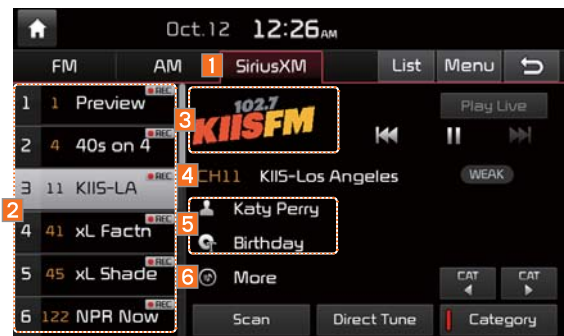 Oct.12 12:26AM
FM AM 1 SiriusXM List Menu
1 1 Preview REC
2 4 40s on 4 REC
3 11 KIIS-LA REC
4 41 xL Factn REC
5 45 xL Shade REC
6 122 NPR Now REC
2
3
102.7
KIISFM
Play Live
4 CH11 KIIS-Los Angeles WEAK
5
Katy Perry
Birthday
6 More
CAT CAT
Scan Direct Tune Category